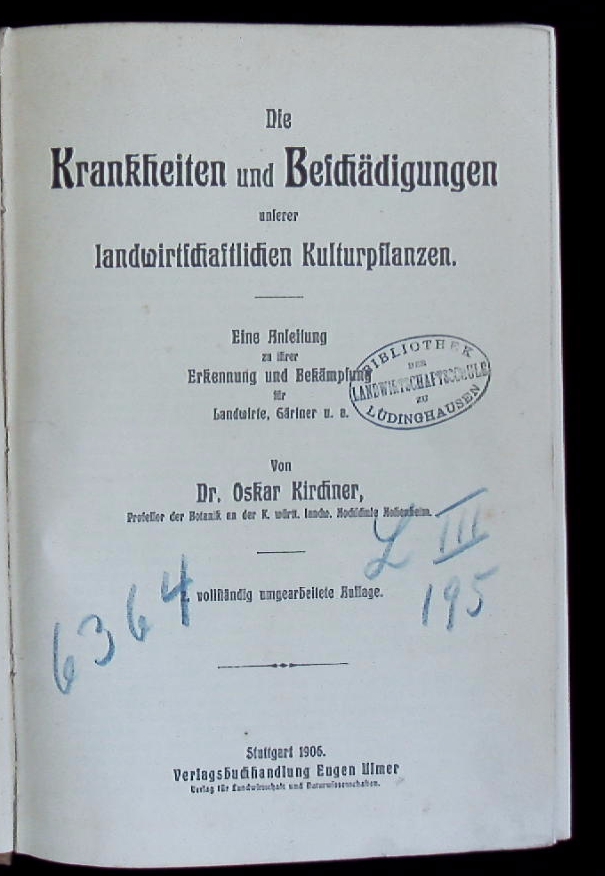 Die
Krankheiten und Beschädigungen
unserer
landwirtschaftlichen Kulturpflanzen.
Eine Anleitung
zu ihrer
Erkennung und Bekämpfung
für
Landwirte, Gärtner u. a.
BIBLIOTHEK
DER
LANDWIRTSCHAFTSSCHULE
ZU
LÜDINGHAUSEN
Von
Dr. Oskar Kirchner,
Professor der Botanik an der K. württ. landw. Hochschule Hohenheim.
L III
195
6364
vollständig umgearbeitete Auflage.
Stuttgart 1906.
Verlagsbuchhandlung Eugen Ulmer
Verlag für Landwirtschaft und Naturwissenschaften.